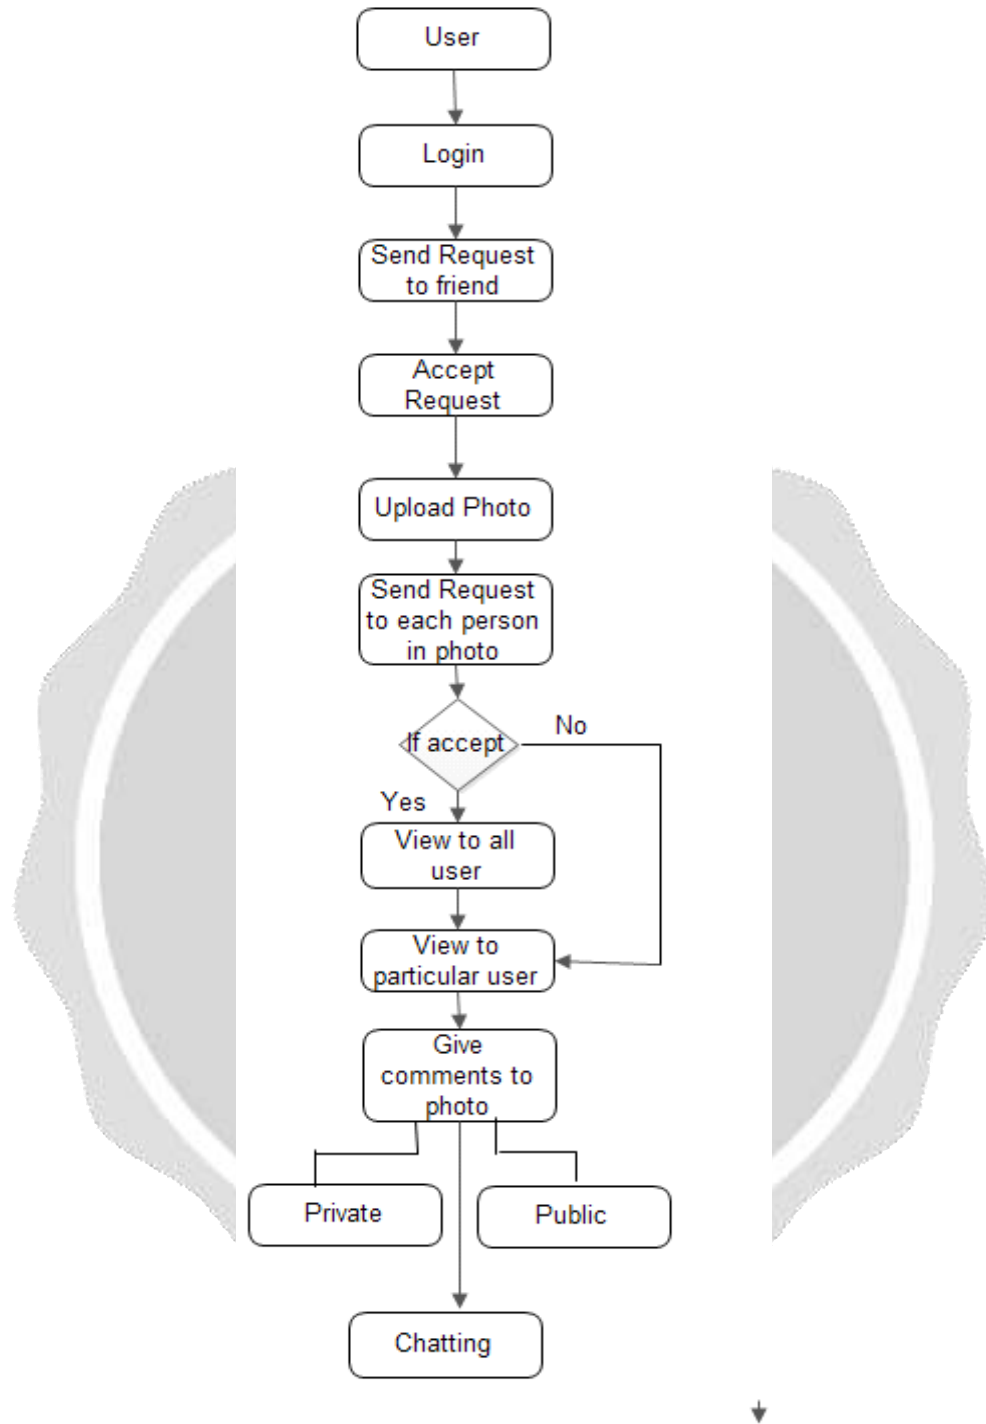 User
Login
Send Request
to friend
Accept
Request
Upload Photo
Send Request
to each person
in photo
If accept
No
Yes
View to all
user
View to
particular user
Give
comments to
photo
Private
Public
Chatting